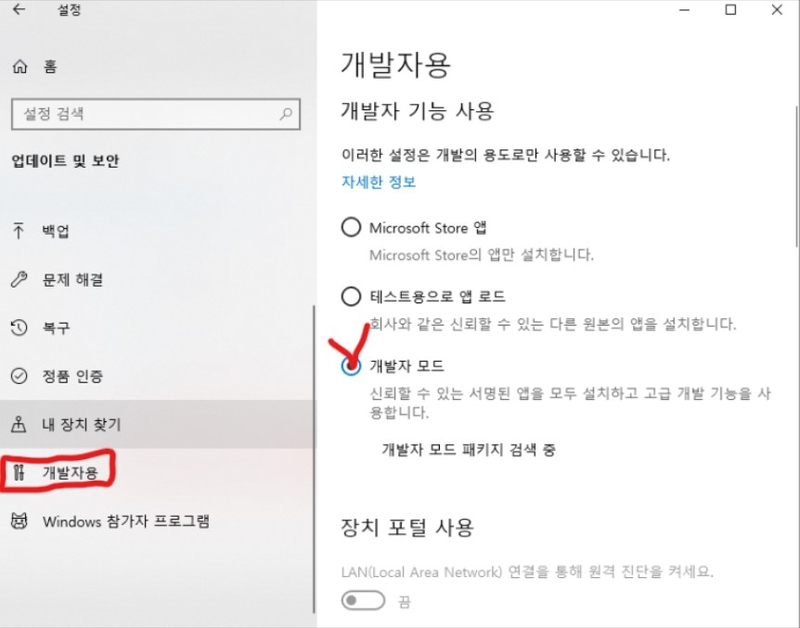 설정
홈
설정 검색
업데이트 및 보안
백업
문제 해결
복구
정품 인증
내 장치 찾기
개발자용
Windows 참가자 프로그램
개발자용
개발자 기능 사용
이러한 설정은 개발의 용도로만 사용할 수 있습니다.
자세한 정보
Microsoft Store 앱
Microsoft Store의 앱만 설치합니다.
테스트용으로 앱 로드
회사와 같은 신뢰할 수 있는 다른 원본의 앱을 설치합니다.
개발자 모드
신뢰할 수 있는 서명된 앱을 모두 설치하고 고급 개발 기능을 사
용합니다.
개발자 모드 패키지 검색 중
장치 포털 사용
LAN(Local Area Network) 연결을 통해 원격 진단을 켜세요.
끔